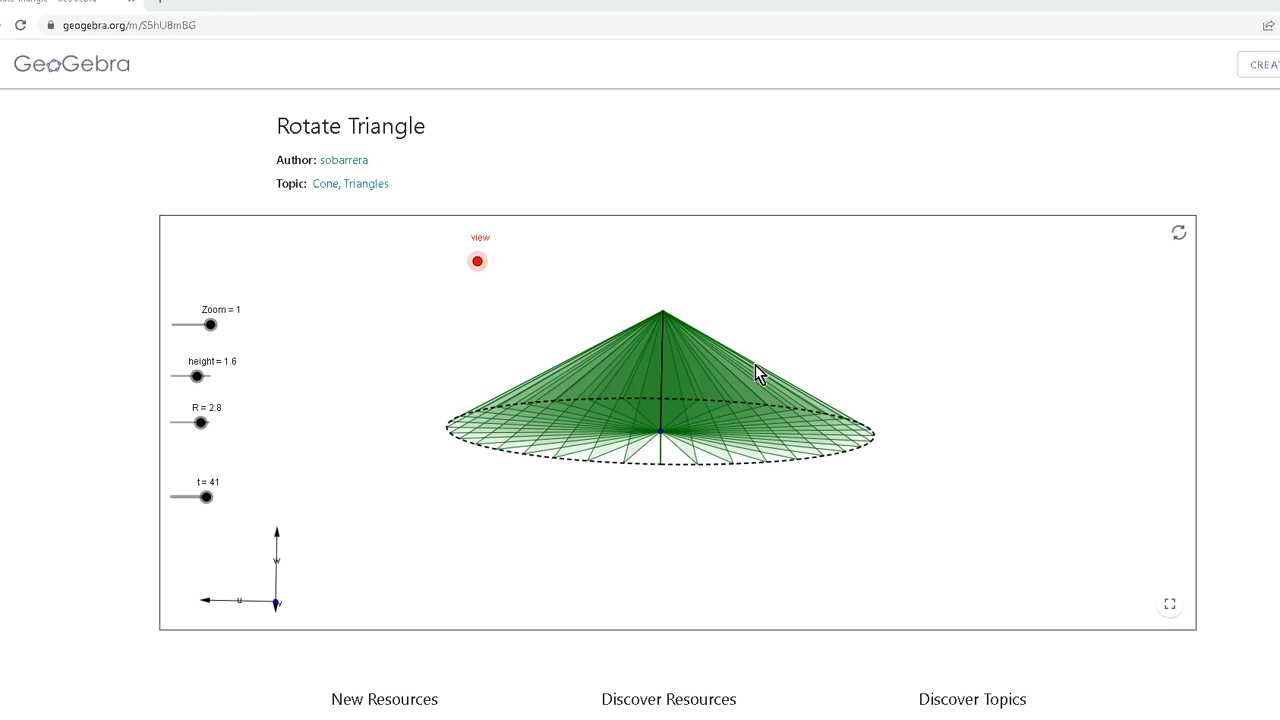 geogebra.org/m/S5hU8mBG
GeoGebra
CREAT
Rotate Triangle
Author: sobarrera
Topic: Cone, Triangles
view
Zoom = 1
height = 1.6
R = 2.8
t = 41
w
u
v
New Resources
Discover Resources
Discover Topics